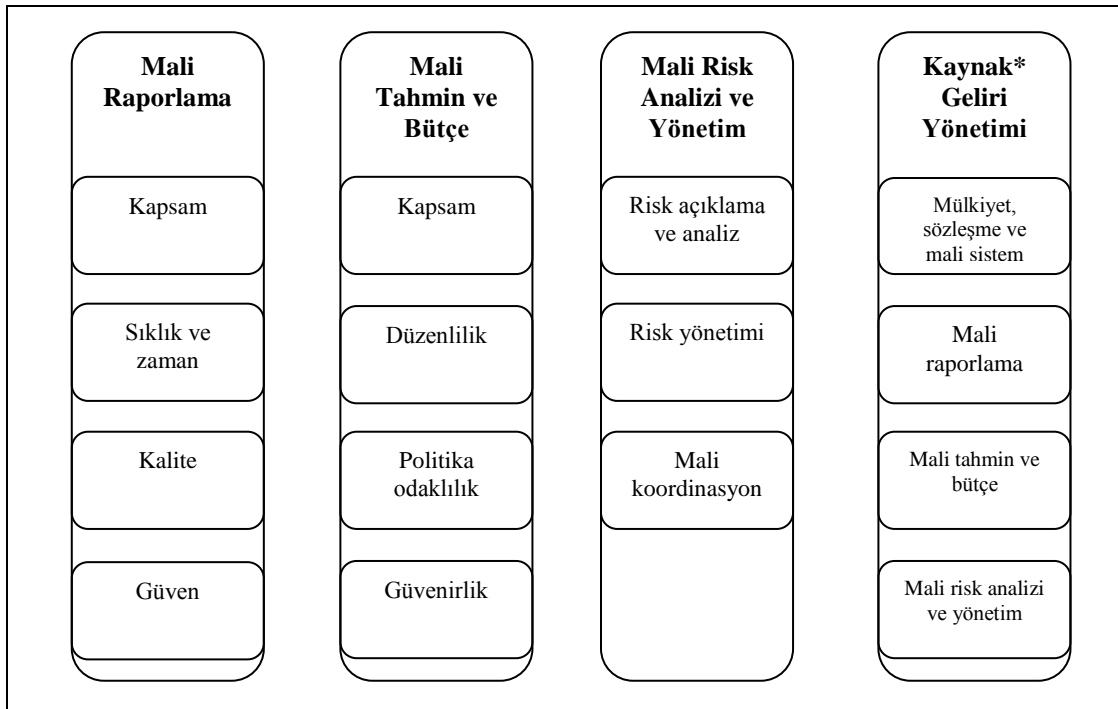 Mali
Raporlama
Kapsam
Sıklık ve
zaman
Kalite
Güven
Mali
Tahmin ve
Bütçe
Kapsam
Düzenlilik
Politika
odaklılık
Güvenirlik
Mali Risk
Analizi ve
Yönetim
Risk açıklama
ve analiz
Risk yönetimi
Mali
koordinasyon
Kaynak*
Geliri
Yönetimi
Mülkiyet,
sözleşme ve
mali sistem
Mali
raporlama
Mali tahmin ve
bütçe
Mali risk analizi
ve yönetim